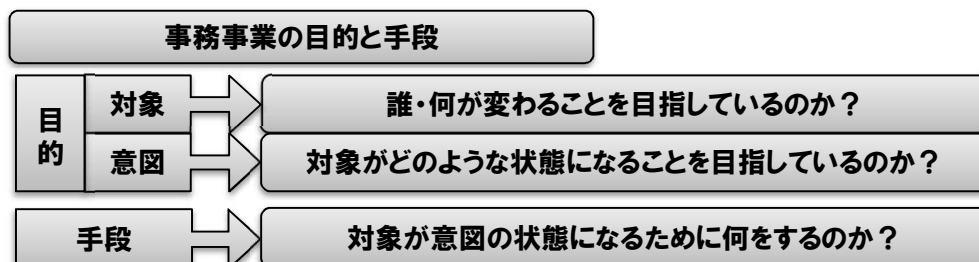 事務事業の目的と手段
目的
対象
誰・何が変わることを目指しているのか？
意図
対象がどのような状態になることを目指しているのか？
手段
対象が意図の状態になるために何をするのか？